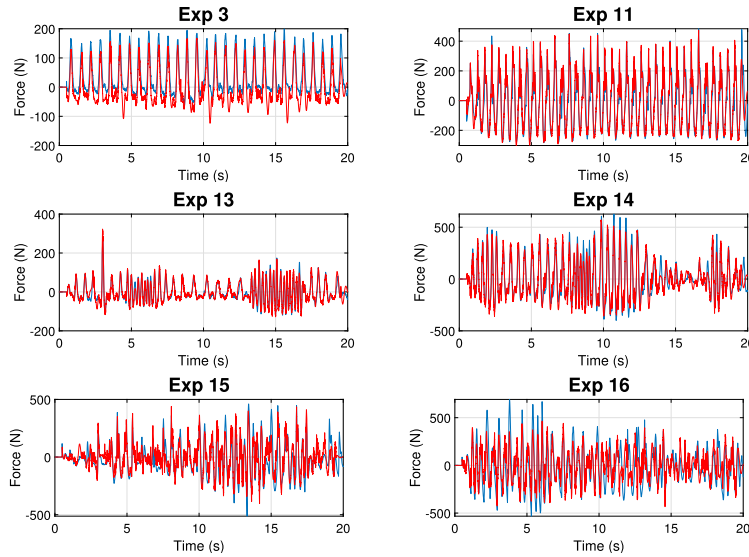 Exp 3
Exp 11
200
100
0
-100
-200
Force (N)
0 5 10 15 20
Time (s)
400
200
0
-200
Force (N)
0 5 10 15 20
Time (s)
Exp 13
Exp 14
400
200
0
-200
Force (N)
0 5 10 15 20
Time (s)
500
0
-500
Force (N)
0 5 10 15 20
Time (s)
Exp 15
Exp 16
500
0
-500
Force (N)
0 5 10 15 20
Time (s)
500
0
-500
Force (N)
0 5 10 15 20
Time (s)